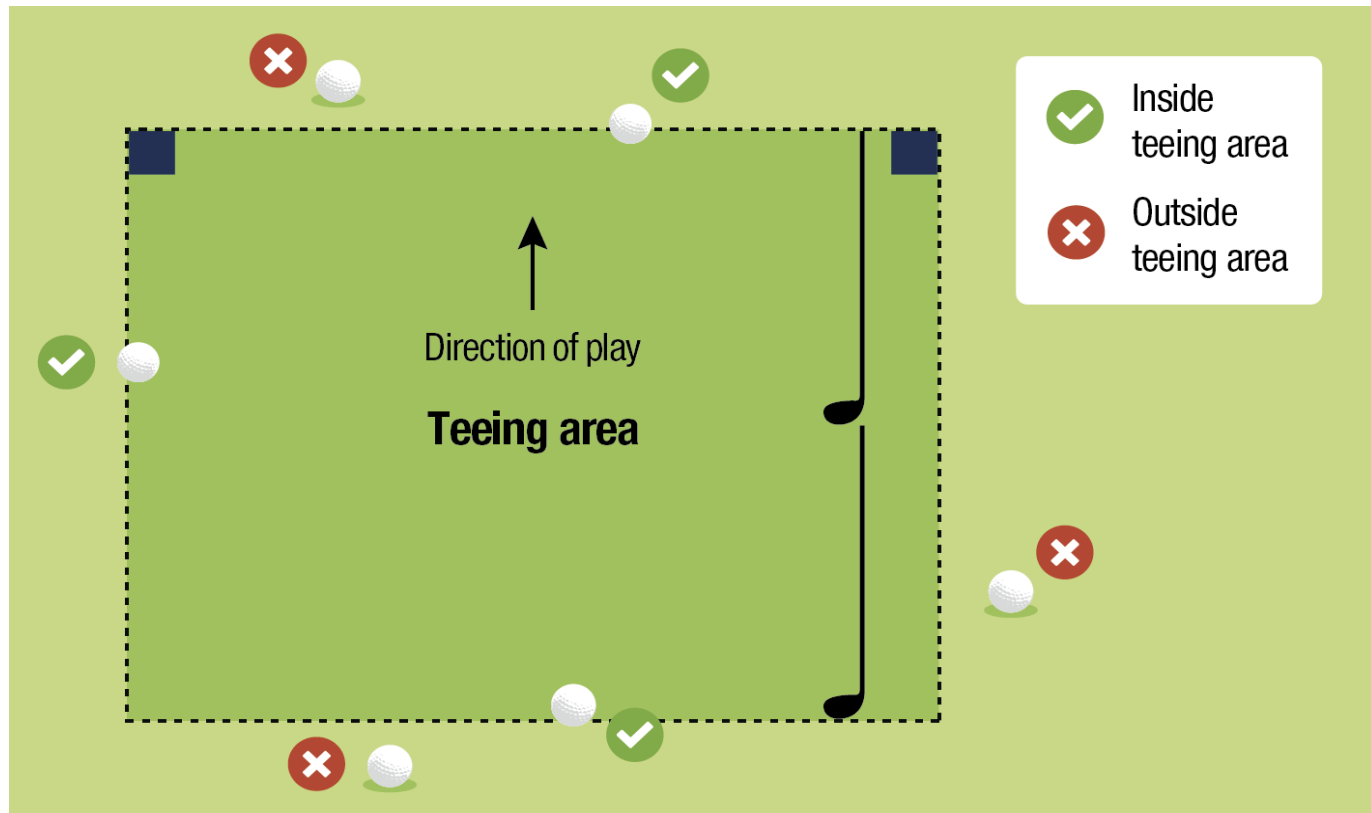 Inside
teeing area
Outside
teeing area
Direction of play
Teeing area